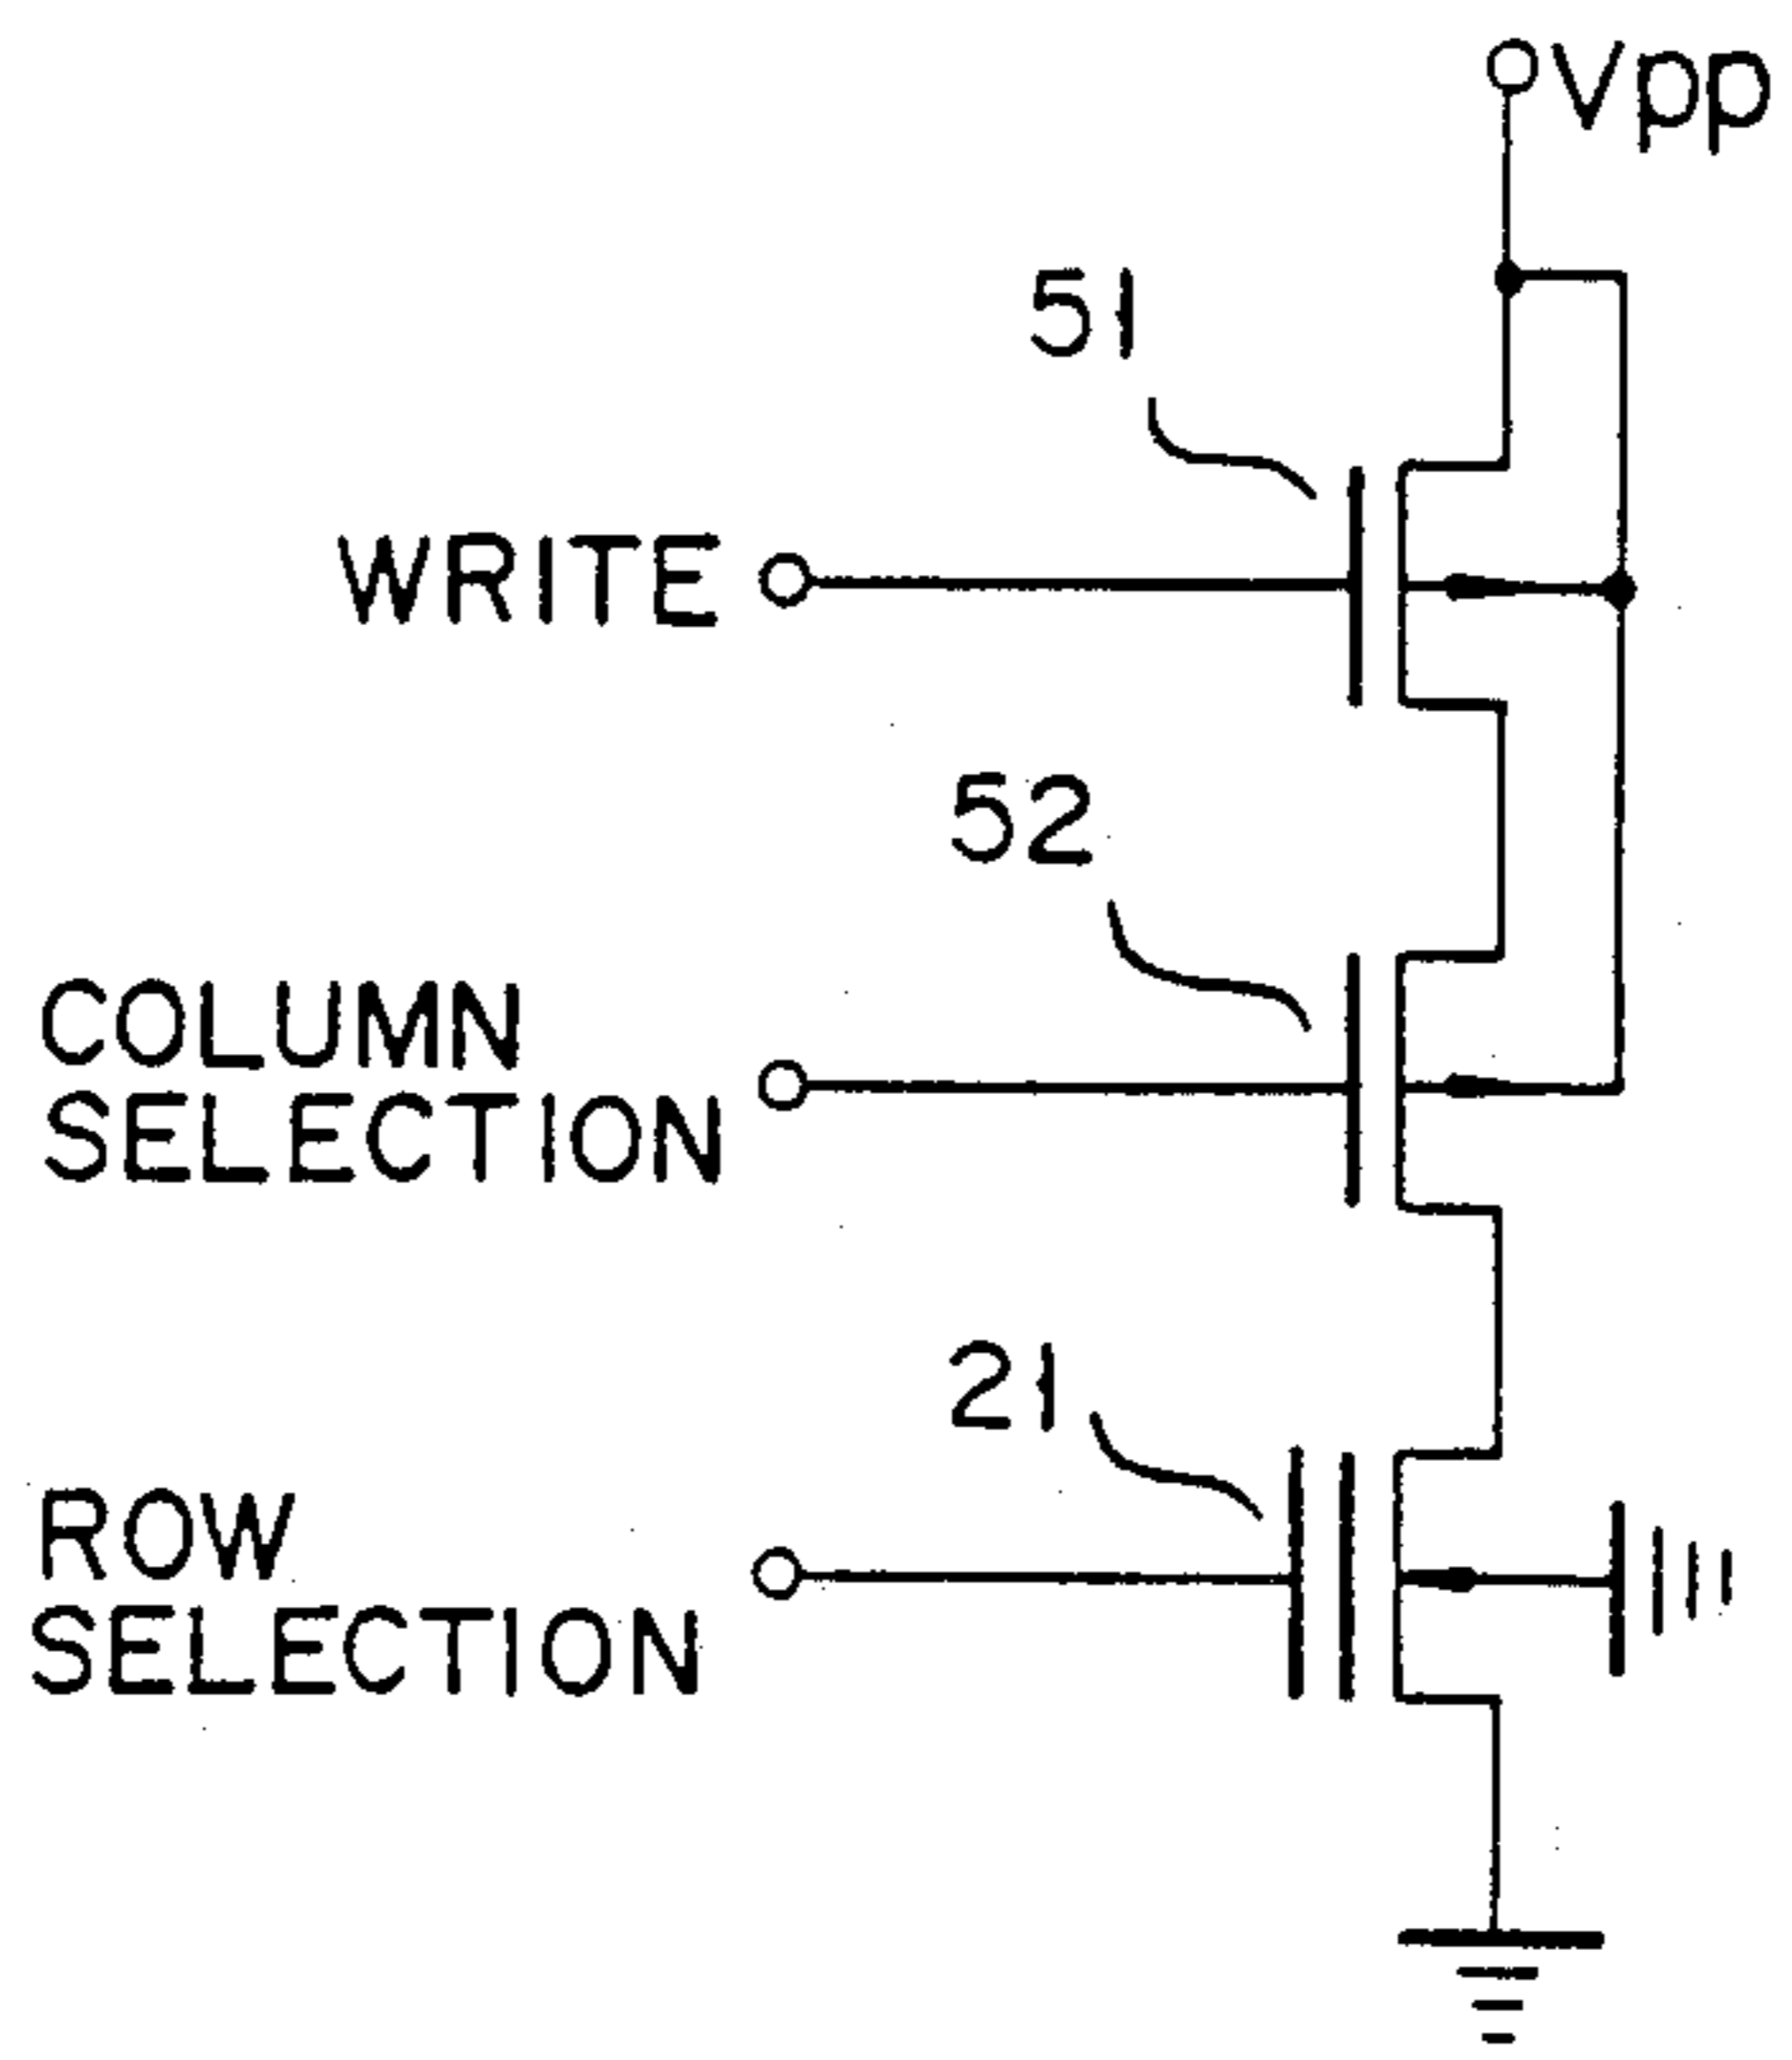 Vpp
51
WRITE
52
COLUMN
SELECTION
21
ROW
SELECTION